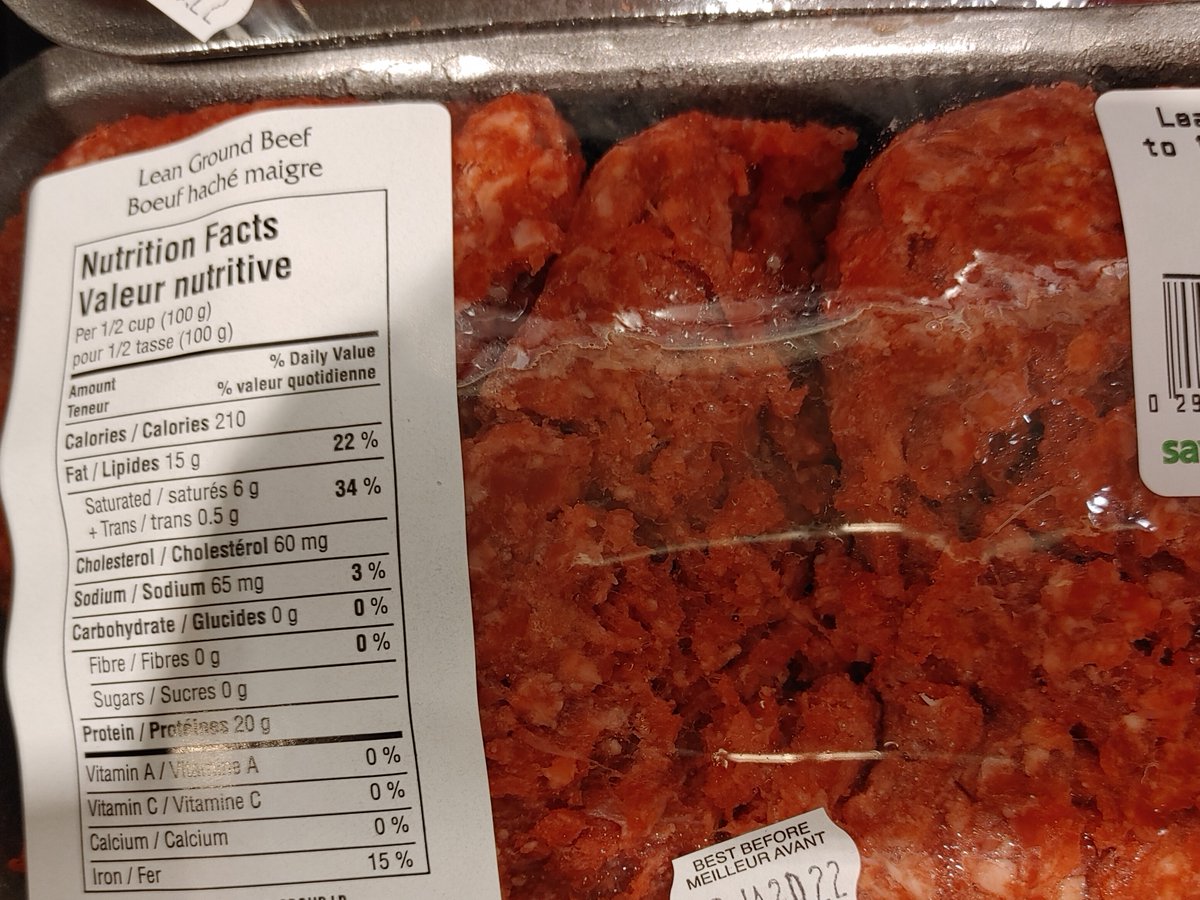 Lean Ground Beef
Boeuf haché maigre
Nutrition Facts
Valeur nutritive
Per 1/2 cup (100 g)
pour 1/2 tasse (100 g)
Amount % Daily Value
Teneur % valeur quotidienne
Calories / Calories 210
Fat / Lipides 15 g 22 %
Saturated / saturés 6 g 34 %
+ Trans / trans 0.5 g
Cholesterol / Cholestérol 60 mg
Sodium / Sodium 65 mg 3 %
Carbohydrate / Glucides 0 g 0 %
Fibre / Fibres 0 g 0 %
Sugars / Sucres 0 g
Protein / Protéines 20 g
Vitamin A / Vitamine A 0 %
Vitamin C / Vitamine C 0 %
Calcium / Calcium 0 %
Iron / Fer 15 %
to
0 29
BEST BEFORE
MEILLEUR AVANT